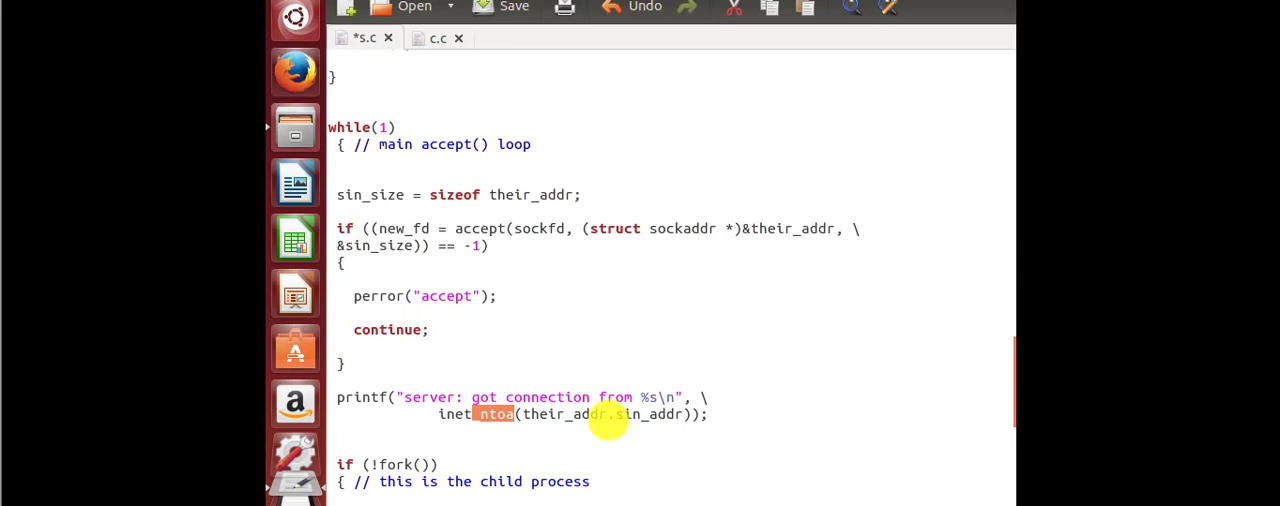 Open Save Undo
*s.c c.c
}
while(1)
{ // main accept() loop
sin_size = sizeof their_addr;
if ((new_fd = accept(sockfd, (struct sockaddr *)&their_addr, \
&sin_size)) == -1)
{
perror("accept");
continue;
}
printf("server: got connection from %s\n", \
inet_ntoa(their_addr.sin_addr));
if (!fork())
{ // this is the child process